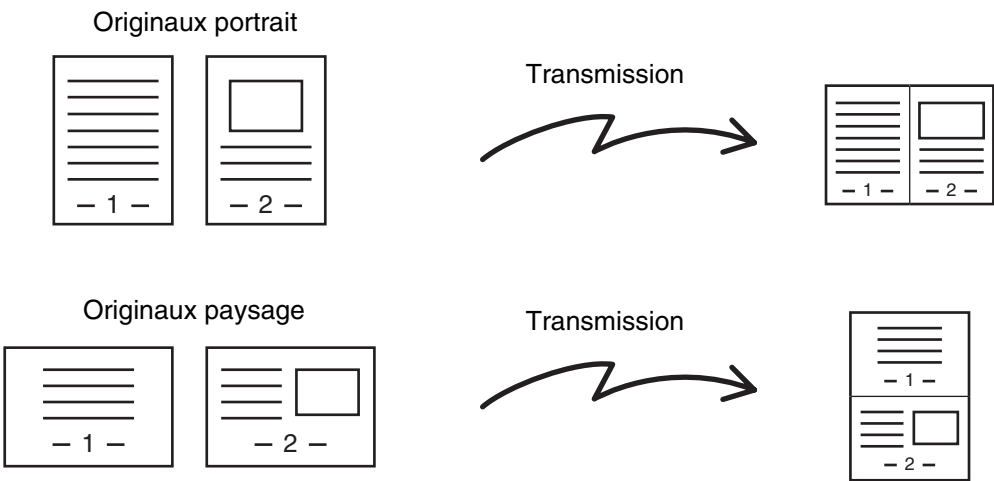 Originaux portrait
Transmission
– 1 –
– 2 –
– 1 –
– 2 –
Originaux paysage
Transmission
– 1 –
– 2 –
– 1 –
– 2 –